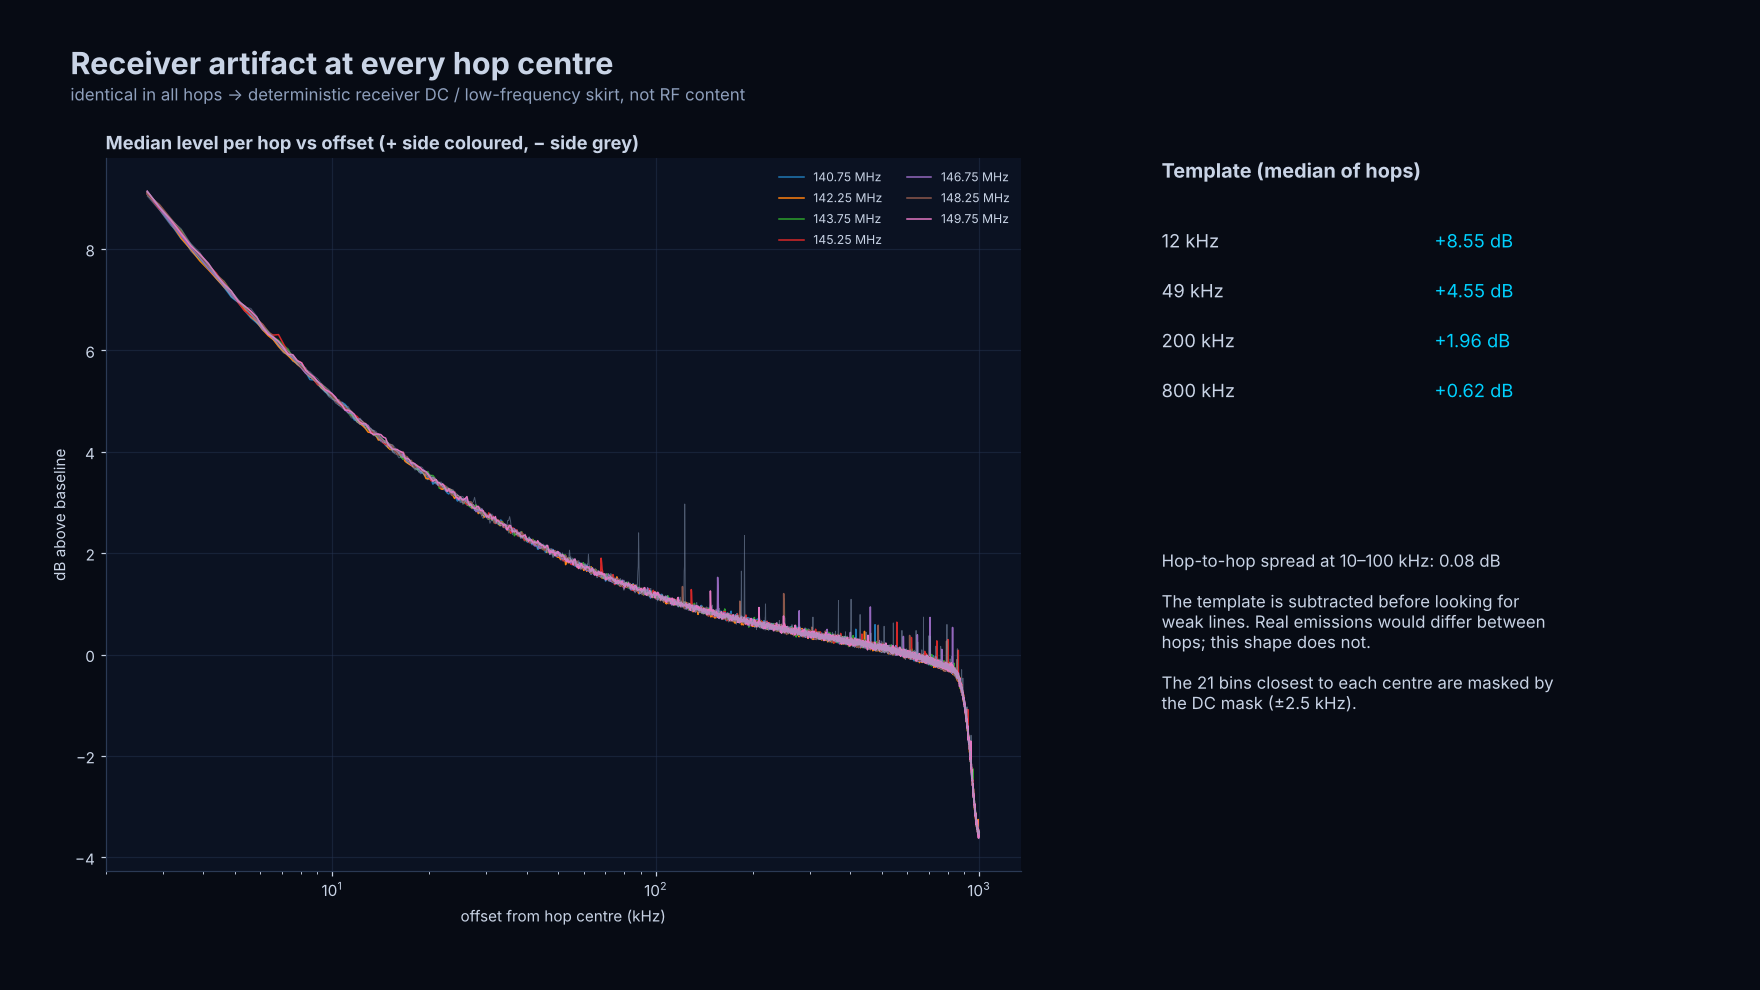 Receiver artifact at every hop centre
identical in all hops → deterministic receiver DC / low-frequency skirt, not RF content
Median level per hop vs offset (+ side coloured, − side grey)
140.75 MHz
142.25 MHz
143.75 MHz
145.25 MHz
146.75 MHz
148.25 MHz
149.75 MHz
dB above baseline
8
6
4
2
0
−2
−4
10¹
10²
10³
offset from hop centre (kHz)
Template (median of hops)
12 kHz +8.55 dB
49 kHz +4.55 dB
200 kHz +1.96 dB
800 kHz +0.62 dB
Hop-to-hop spread at 10–100 kHz: 0.08 dB
The template is subtracted before looking for
weak lines. Real emissions would differ between
hops; this shape does not.
The 21 bins closest to each centre are masked by
the DC mask (±2.5 kHz).